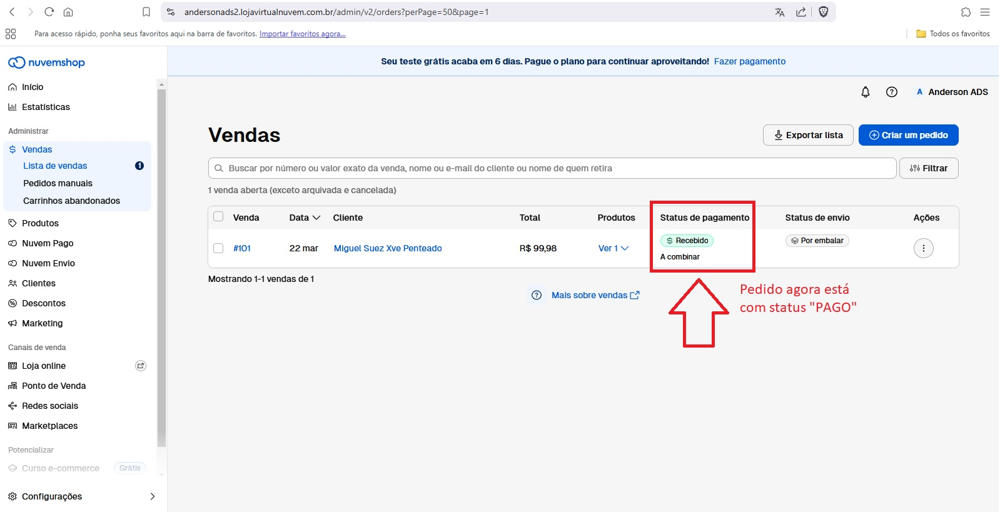 andersonads2.lojavirtualnuvem.com.br/admin/v2/orders?perPage=50&page=1
Para acesso rápido, ponha seus favoritos aqui na barra de favoritos. Importar favoritos agora...
Todos os favoritos
nuvemshop
Seu teste grátis acaba em 6 dias. Pague o plano para continuar aproveitando! Fazer pagamento
A Anderson ADS
Início
Estatísticas
Administrar
Vendas
Lista de vendas 1
Pedidos manuais
Carrinhos abandonados
Produtos
Nuvem Pago
Nuvem Envio
Clientes
Descontos
Marketing
Canais de venda
Loja online
Ponto de Venda
Redes sociais
Marketplaces
Potencializar
Curso e-commerce Grátis
Configurações
Vendas
Exportar lista
Criar um pedido
Buscar por número ou valor exato da venda, nome ou e-mail do cliente ou nome de quem retira
Filtrar
1 venda aberta (exceto arquivada e cancelada)
Venda Data Cliente Total Produtos Status de pagamento Status de envio Ações
#101 22 mar Miguel Suez Xve Penteado R$ 99,98 Ver 1 Recebido Por embalar
A combinar
Mostrando 1-1 vendas de 1
Mais sobre vendas
Pedido agora está
com status "PAGO"